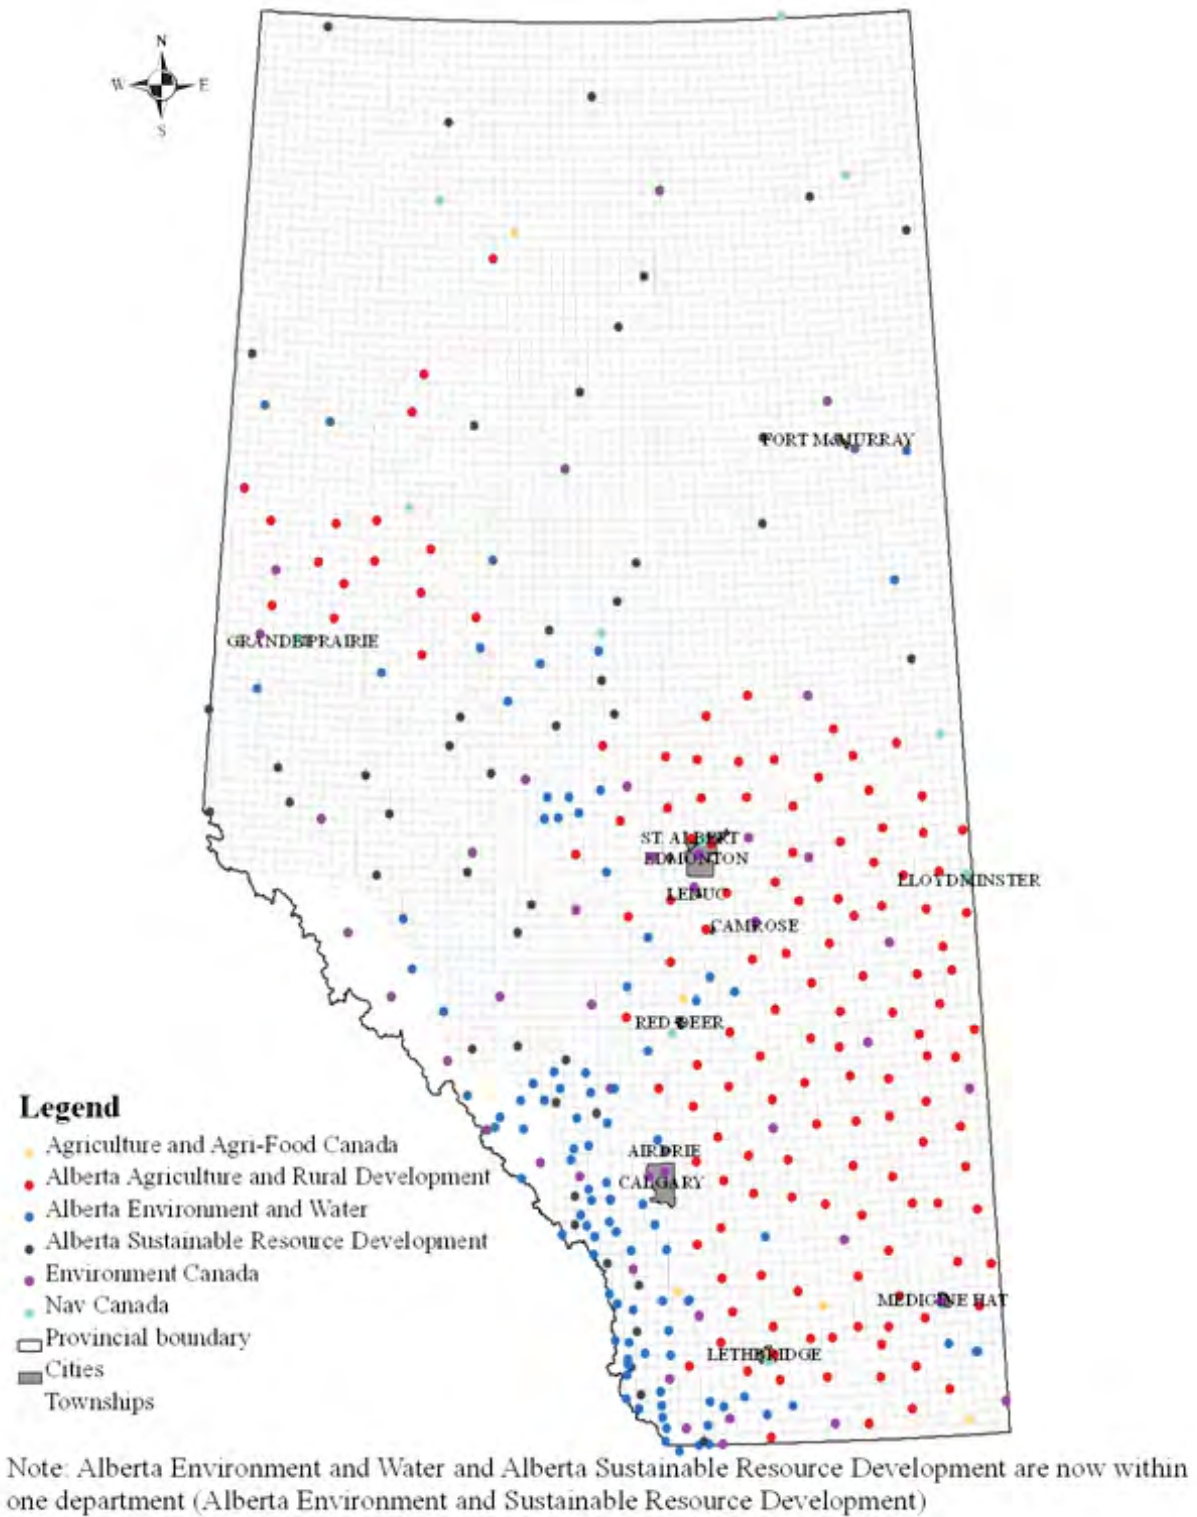 N
W E
S
FORT McMURRAY
GRANDE PRAIRIE
ST. ALBERT
EDMONTON
LEDUC
LLOYDMINSTER
CAMROSE
RED DEER
AIRDRIE
CALGARY
MEDICINE HAT
LETHBRIDGE
Legend
Agriculture and Agri-Food Canada
Alberta Agriculture and Rural Development
Alberta Environment and Water
Alberta Sustainable Resource Development
Environment Canada
Nav Canada
Provincial boundary
Cities
Townships
Note: Alberta Environment and Water and Alberta Sustainable Resource Development are now within
one department (Alberta Environment and Sustainable Resource Development)